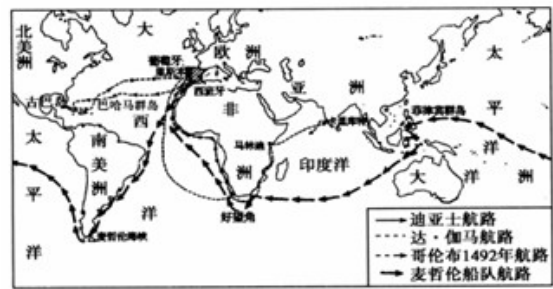 北美洲
大
西
洋
欧
洲
亚
洲
太
平
洋
葡萄牙
西班牙
古巴岛
巴哈马群岛
非
洲
菲律宾群岛
马林迪
南美洲
太
平
洋
印度洋
大
洋
洲
好望角
麦哲伦海峡
迪亚士航路
达·伽马航路
哥伦布1492年航路
麦哲伦船队航路